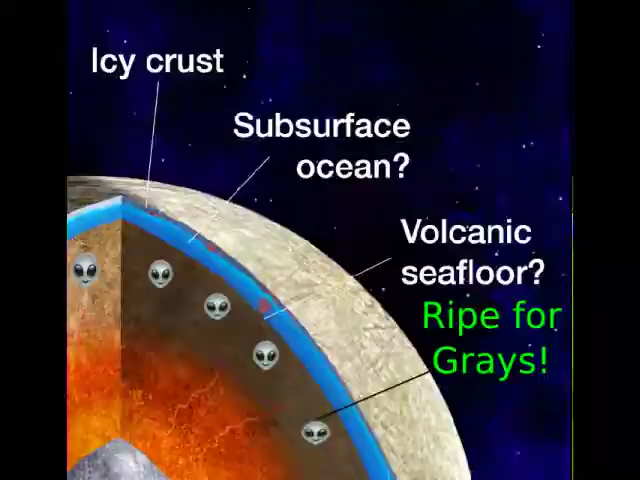 Icy crust
Subsurface
ocean?
Volcanic
seafloor?
Ripe for
Grays!